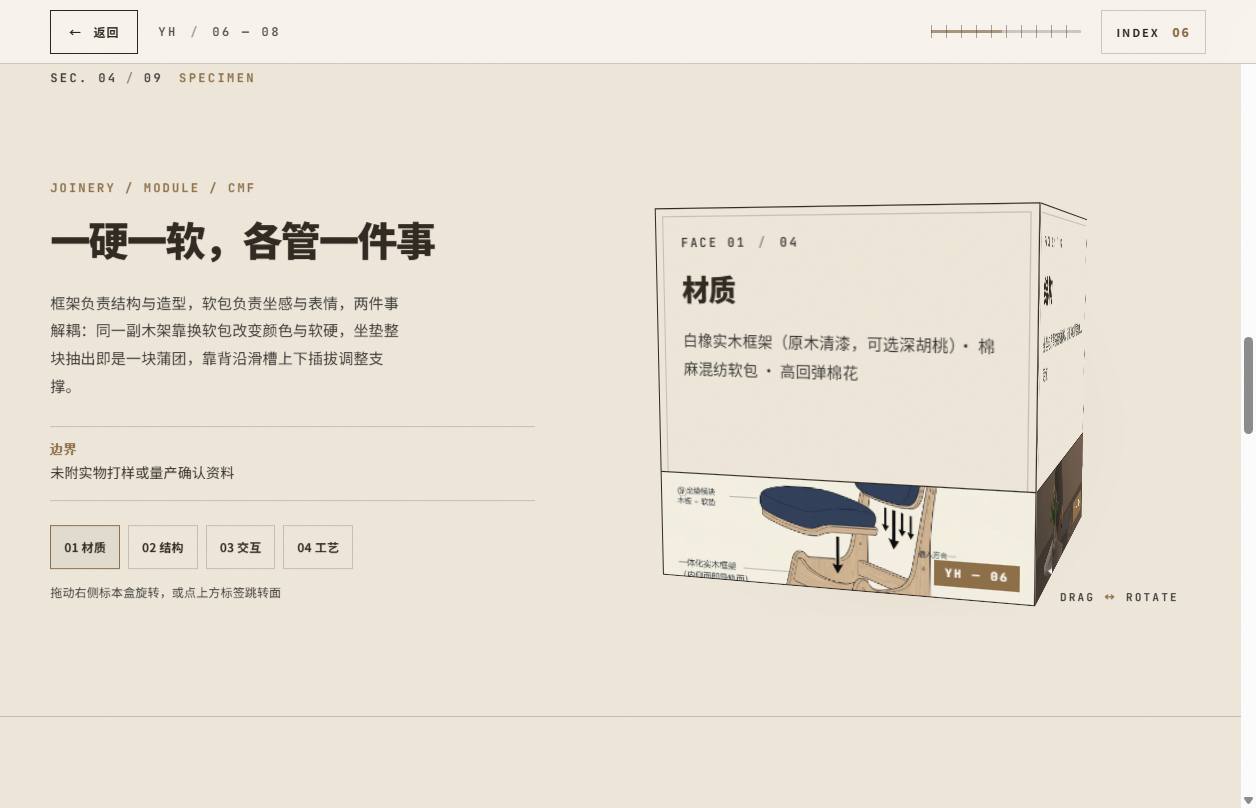 ← 返回
YH / 06 — 08
INDEX 06
SEC. 04 / 09 SPECIMEN
JOINERY / MODULE / CMF
一硬一软，各管一件事
框架负责结构与造型，软包负责坐感与表情，两件事
解耦：同一副木架靠换软包改变颜色与软硬，坐垫整
块抽出即是一块蒲团，靠背沿滑槽上下插拔调整支
撑。
边界
未附实物打样或量产确认资料
01 材质
02 结构
03 交互
04 工艺
拖动右侧标本盒旋转，或点上方标签跳转面
FACE 01 / 04
材质
白橡实木框架（原木清漆，可选深胡桃）· 棉
麻混纺软包 · 高回弹棉花
木板 + 软垫
一体化实木框架
YH — 06
DRAG ↔ ROTATE